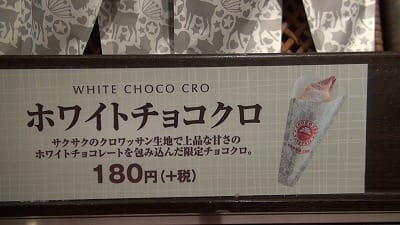 WHITE CHOCO CRO
ホワイトチョコクロ
サクサクのクロワッサン生地で上品な甘さの
ホワイトチョコレートを包み込んだ限定チョコクロ。
180円(+税)